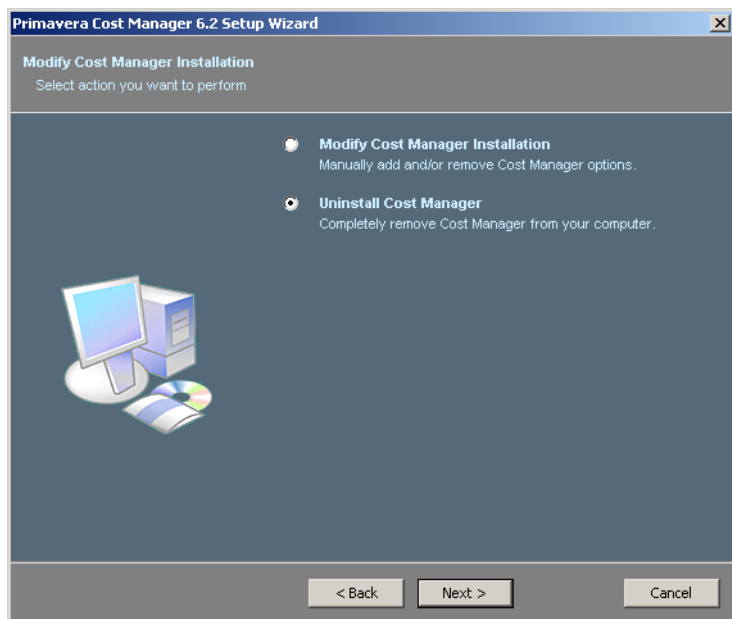 Primavera Cost Manager 6.2 Setup Wizard
Modify Cost Manager Installation
Select action you want to perform
Modify Cost Manager Installation
Manually add and/or remove Cost Manager options.
Uninstall Cost Manager
Completely remove Cost Manager from your computer.
< Back
Next >
Cancel